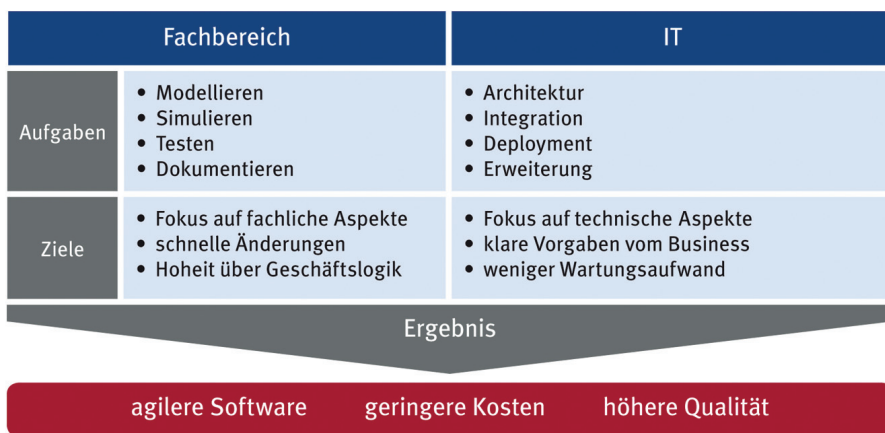 Fachbereich
IT
Aufgaben
• Modellieren
• Simulieren
• Testen
• Dokumentieren
• Architektur
• Integration
• Deployment
• Erweiterung
Ziele
• Fokus auf fachliche Aspekte
• schnelle Änderungen
• Hoheit über Geschäftslogik
• Fokus auf technische Aspekte
• klare Vorgaben vom Business
• weniger Wartungsaufwand
Ergebnis
agilere Software geringere Kosten höhere Qualität